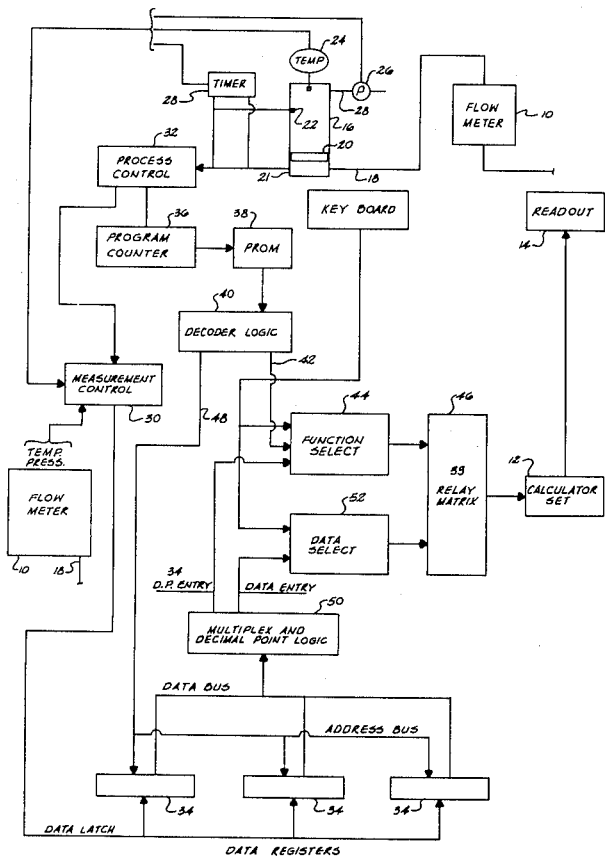 24
TEMP
26
P
TIMER
28
28
FLOW
METER
10
22
16
20
32
PROCESS
CONTROL
21
18
KEY BOARD
READOUT
14
36
PROGRAM
COUNTER
38
PROM
40
DECODER LOGIC
42
MEASUREMENT
CONTROL
30
48
44
FUNCTION
SELECT
46
39
RELAY
MATRIX
12
CALCULATOR
SET
TEMP.
PRESS.
FLOW
METER
10
18
52
DATA
SELECT
34
D.P. ENTRY
DATA ENTRY
50
MULTIPLEX AND
DECIMAL POINT LOGIC
DATA BUS
ADDRESS BUS
34
34
34
DATA LATCH
DATA REGISTERS